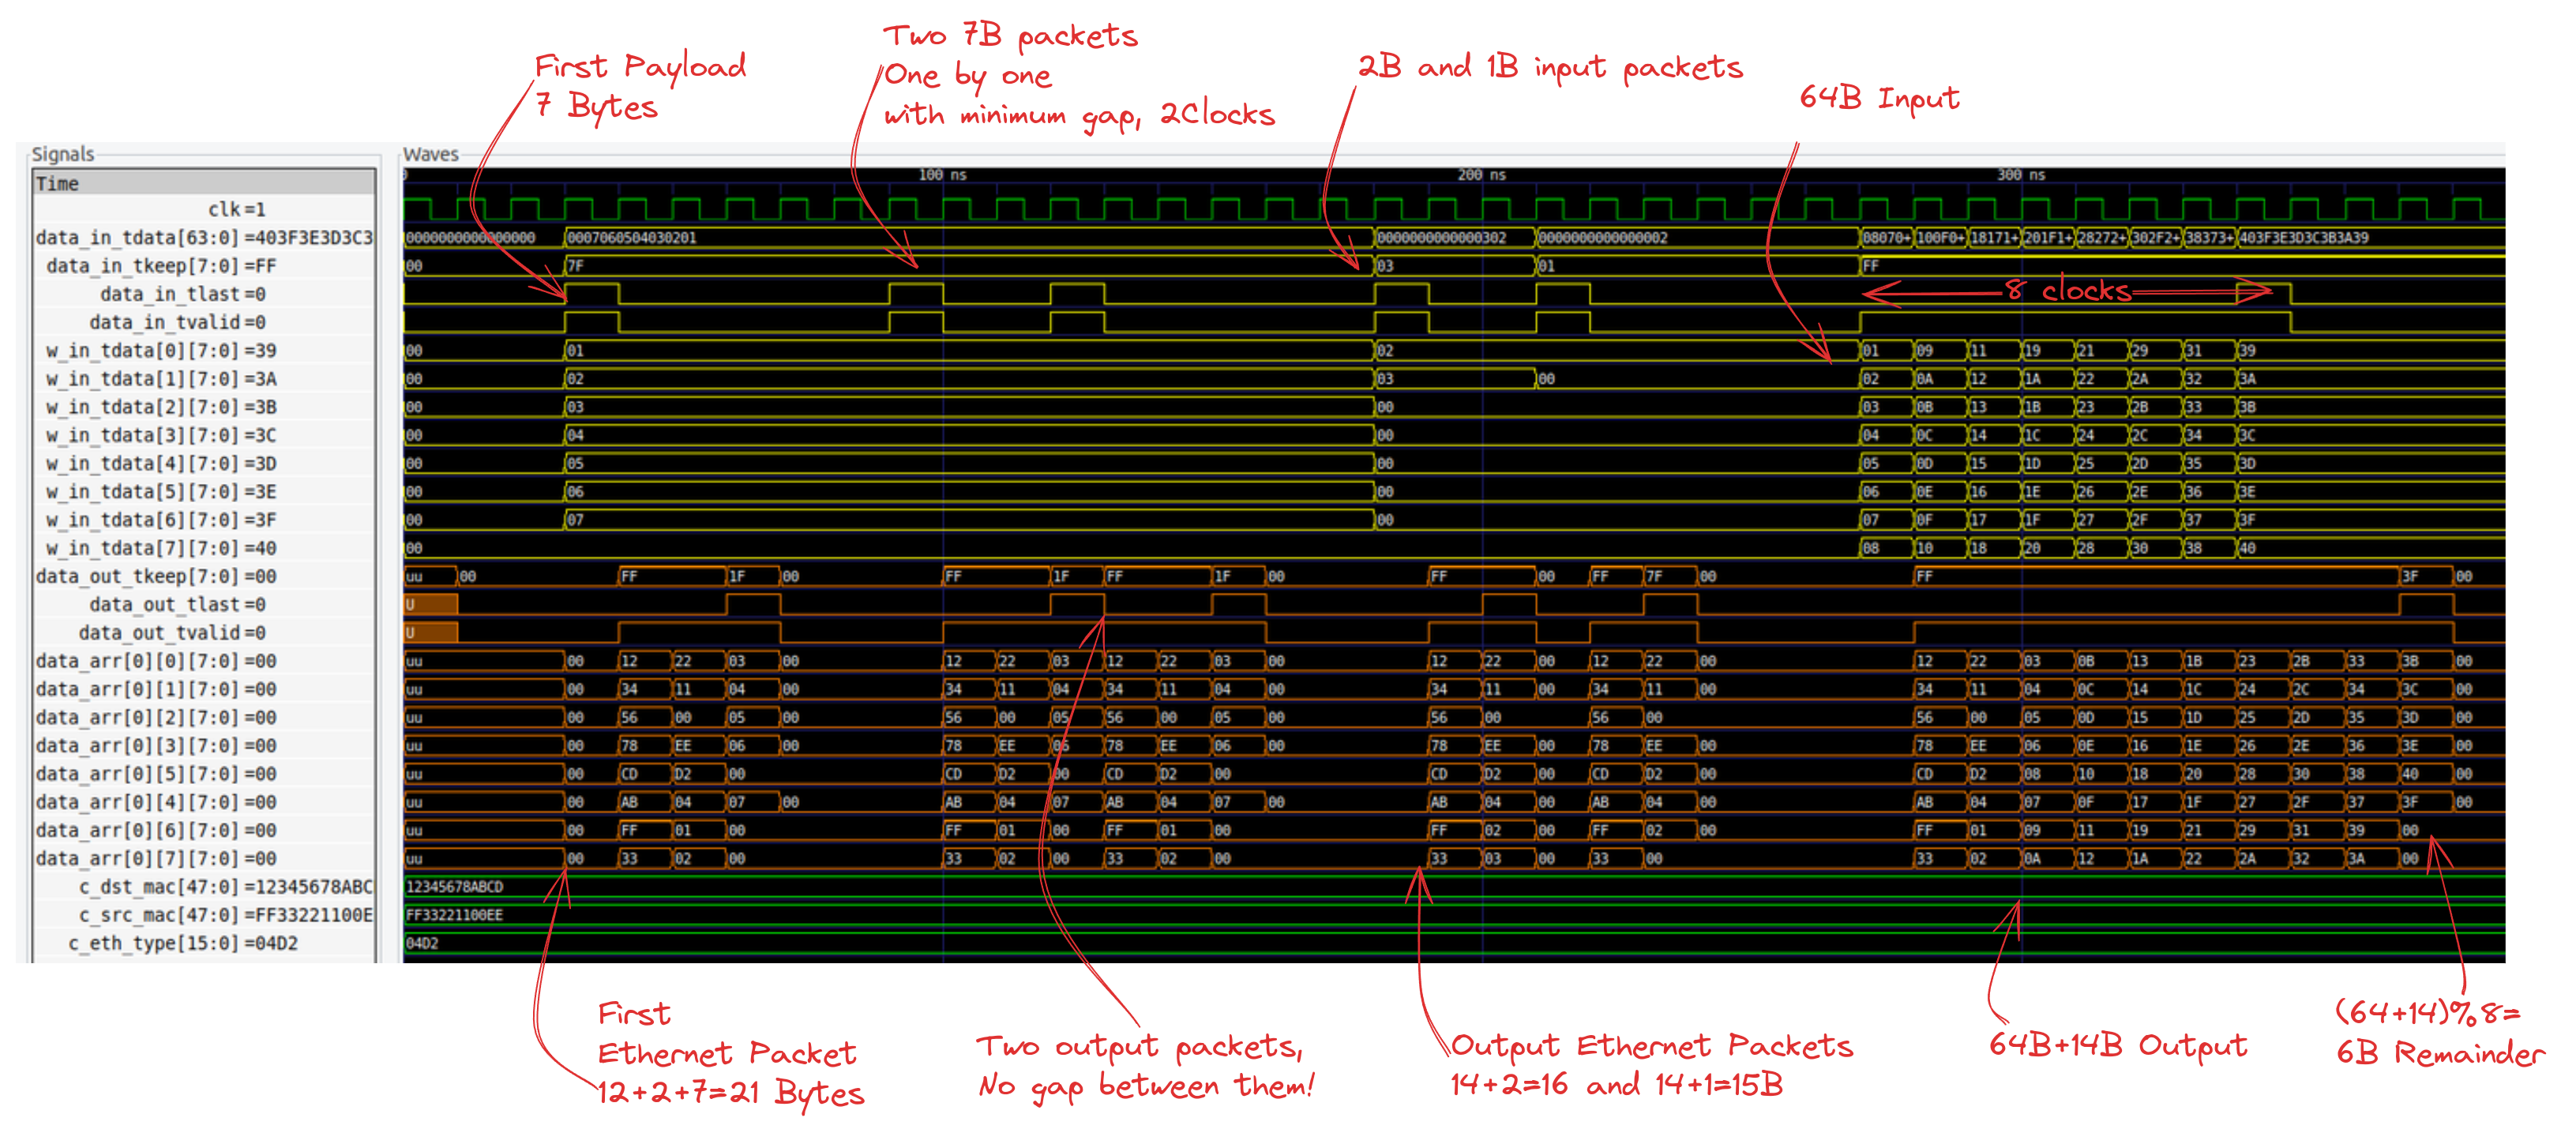 First Payload
7 Bytes
Two 7B packets
One by one
with minimum gap, 2Clocks
2B and 1B input packets
64B Input
Signals
Waves
Time
0 100 ns 200 ns 300 ns
clk=1
data_in_tdata[63:0]=403F3E3D3C3 0000000000000000 0007060504030201 0000000000000302 0000000000000002 08070+ 100F0+ 18171+ 201F1+ 28272+ 302F2+ 38373+ 403F3E3D3C3B3A39
data_in_tkeep[7:0]=FF 00 7F 03 01 FF
data_in_tlast=0 8 clocks
data_in_tvalid=0
w_in_tdata[0][7:0]=39 00 01 02 01 09 11 19 21 29 31 39
w_in_tdata[1][7:0]=3A 00 02 03 00 02 0A 12 1A 22 2A 32 3A
w_in_tdata[2][7:0]=3B 00 03 00 03 0B 13 1B 23 2B 33 3B
w_in_tdata[3][7:0]=3C 00 04 00 04 0C 14 1C 24 2C 34 3C
w_in_tdata[4][7:0]=3D 00 05 00 05 0D 15 1D 25 2D 35 3D
w_in_tdata[5][7:0]=3E 00 06 00 06 0E 16 1E 26 2E 36 3E
w_in_tdata[6][7:0]=3F 00 07 00 07 0F 17 1F 27 2F 37 3F
w_in_tdata[7][7:0]=40 00 08 10 18 20 28 30 38 40
data_out_tkeep[7:0]=00 uu 00 FF 1F 00 FF 1F FF 1F 00 FF 00 FF 7F 00 FF 3F 00
data_out_tlast=0 U
data_out_tvalid=0 U
data_arr[0][0][7:0]=00 uu 00 12 22 03 00 12 22 03 12 22 03 00 12 22 00 12 22 00 12 22 03 0B 13 1B 23 2B 33 3B 00
data_arr[0][1][7:0]=00 uu 00 34 11 04 00 34 11 04 34 11 04 00 34 11 00 34 11 00 34 11 04 0C 14 1C 24 2C 34 3C 00
data_arr[0][2][7:0]=00 uu 00 56 00 05 00 56 00 05 56 00 05 00 56 00 56 00 56 00 05 0D 15 1D 25 2D 35 3D 00
data_arr[0][3][7:0]=00 uu 00 78 EE 06 00 78 EE 06 78 EE 06 00 78 EE 00 78 EE 00 78 EE 06 0E 16 1E 26 2E 36 3E 00
data_arr[0][5][7:0]=00 uu 00 CD D2 00 CD D2 00 CD D2 00 CD D2 00 CD D2 00 CD D2 08 10 18 20 28 30 38 40 00
data_arr[0][4][7:0]=00 uu 00 AB 04 07 00 AB 04 07 AB 04 07 00 AB 04 00 AB 04 00 AB 04 07 0F 17 1F 27 2F 37 3F 00
data_arr[0][6][7:0]=00 uu 00 FF 01 00 FF 01 00 FF 01 00 FF 02 00 FF 02 00 FF 01 09 11 19 21 29 31 39 00
data_arr[0][7][7:0]=00 uu 00 33 02 00 33 02 00 33 02 00 33 03 00 33 00 33 02 0A 12 1A 22 2A 32 3A 00
c_dst_mac[47:0]=12345678ABC 12345678ABCD
c_src_mac[47:0]=FF33221100E FF33221100EE
c_eth_type[15:0]=04D2 04D2
First
Ethernet Packet
12+2+7=21 Bytes
Two output packets,
No gap between them!
Output Ethernet Packets
14+2=16 and 14+1=15B
64B+14B Output
(64+14)%8=
6B Remainder